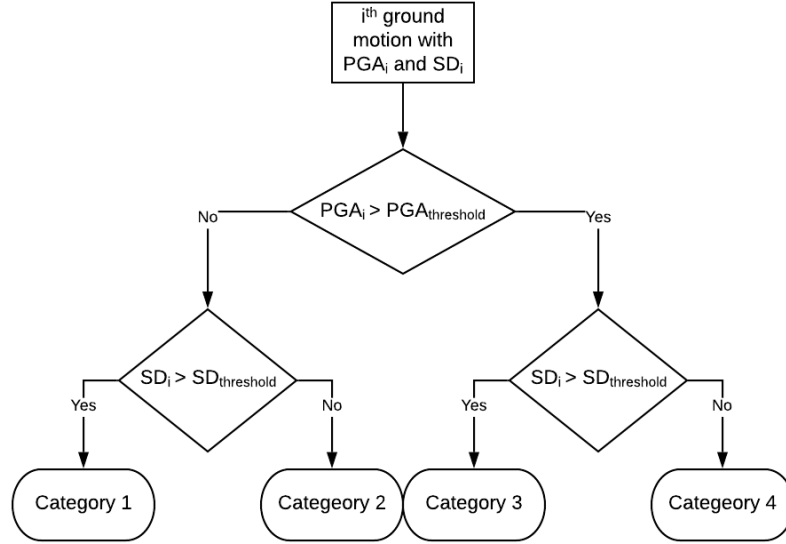 iᵗʰ ground
motion with
PGAᵢ and SDᵢ
PGAᵢ > PGAthreshold
No
Yes
SDᵢ > SDthreshold
SDᵢ > SDthreshold
Yes
No
Yes
No
Category 1
Categeory 2
Category 3
Categeory 4